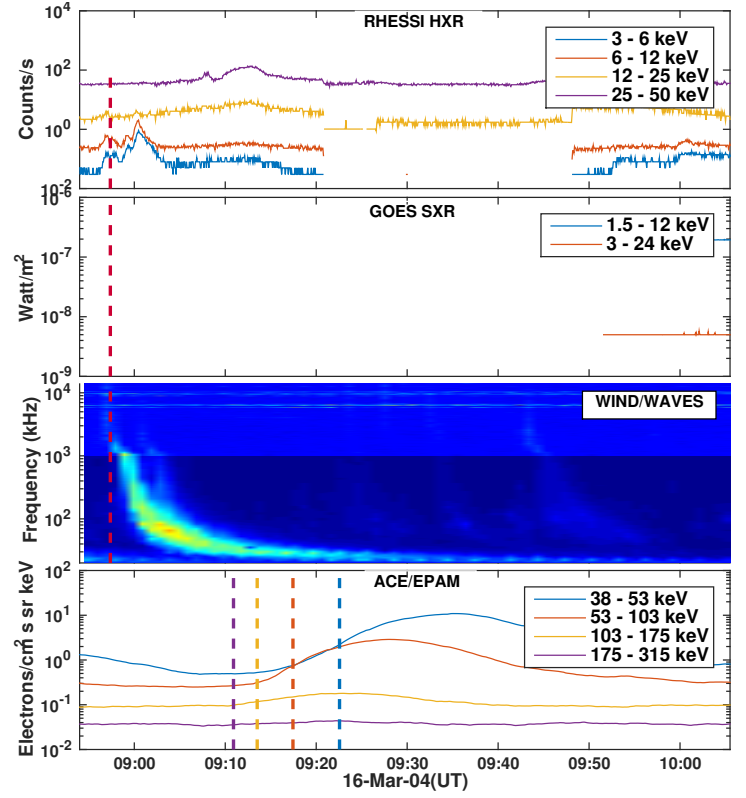 RHESSI HXR
3 - 6 keV
6 - 12 keV
12 - 25 keV
25 - 50 keV
Counts/s
10^4
10^2
10^0
10^-2
GOES SXR
1.5 - 12 keV
3 - 24 keV
Watt/m^2
10^-6
10^-7
10^-8
10^-9
WIND/WAVES
Frequency (kHz)
10^4
10^3
10^2
ACE/EPAM
38 - 53 keV
53 - 103 keV
103 - 175 keV
175 - 315 keV
Electrons/cm^2 s sr keV
10^2
10^1
10^0
10^-1
10^-2
09:00 09:10 09:20 09:30 09:40 09:50 10:00
16-Mar-04(UT)